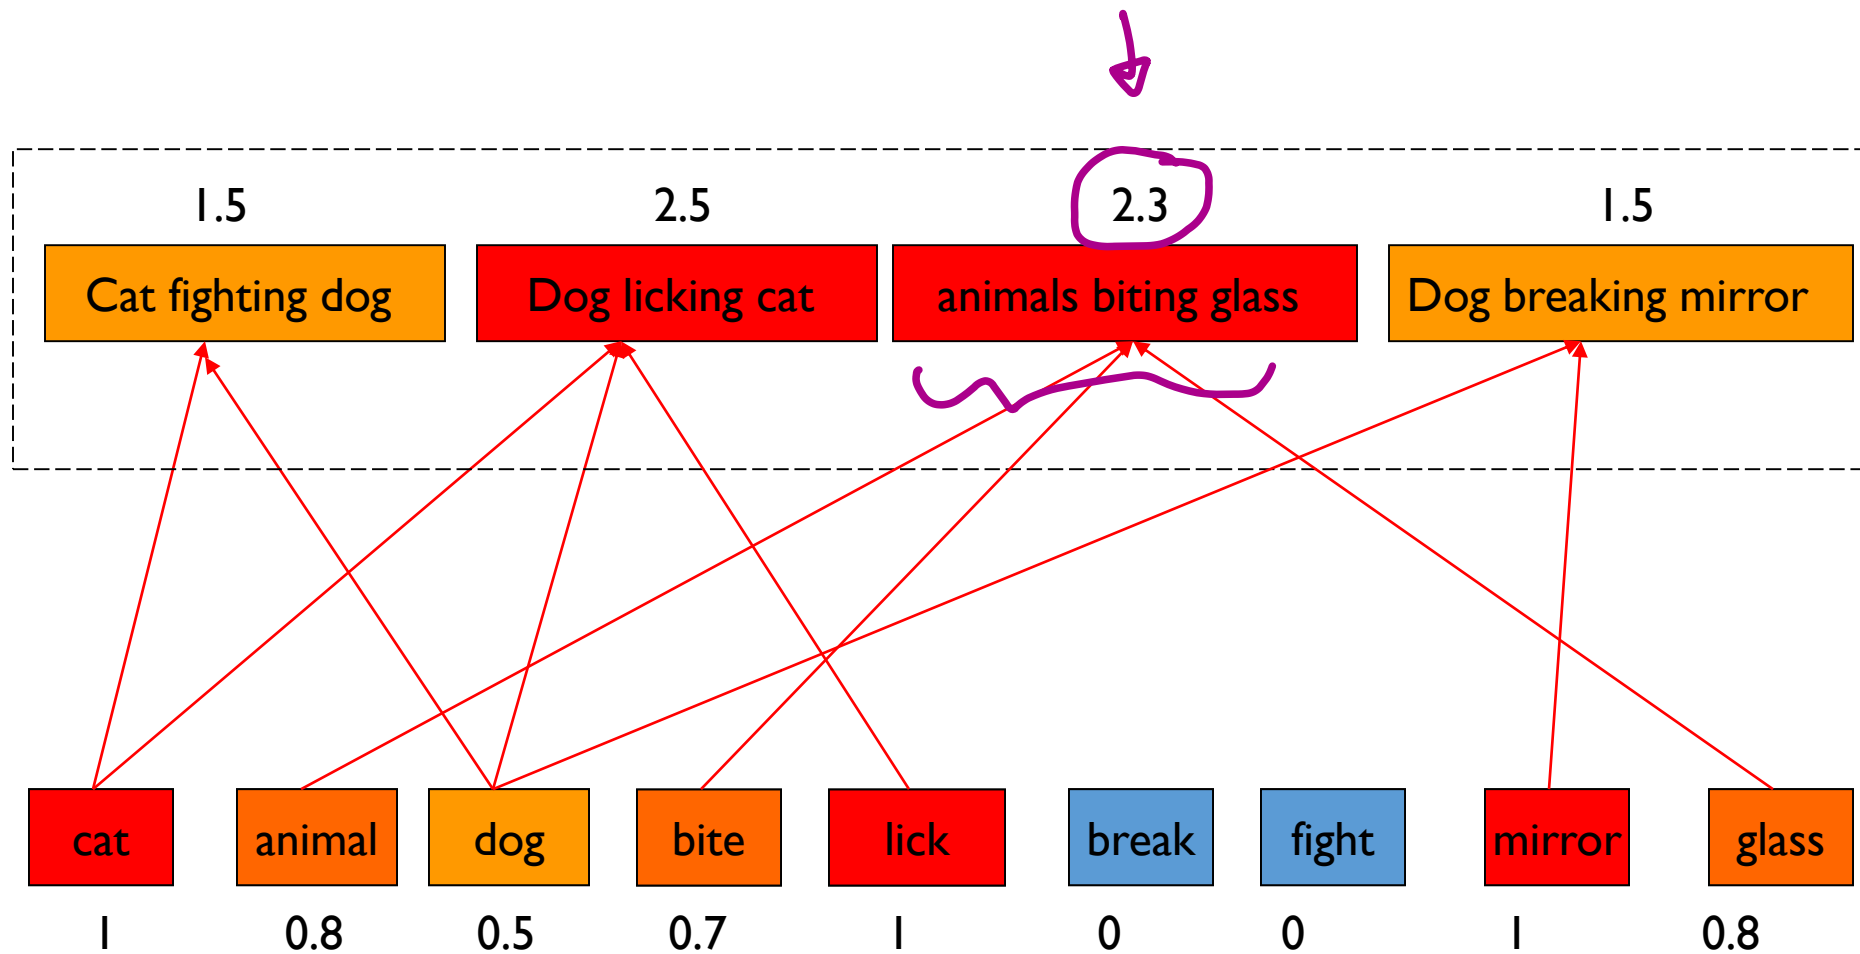 1.5 2.5 2.3 1.5
Cat fighting dog Dog licking cat animals biting glass Dog breaking mirror
cat animal dog bite lick break fight mirror glass
1 0.8 0.5 0.7 1 0 0 1 0.8